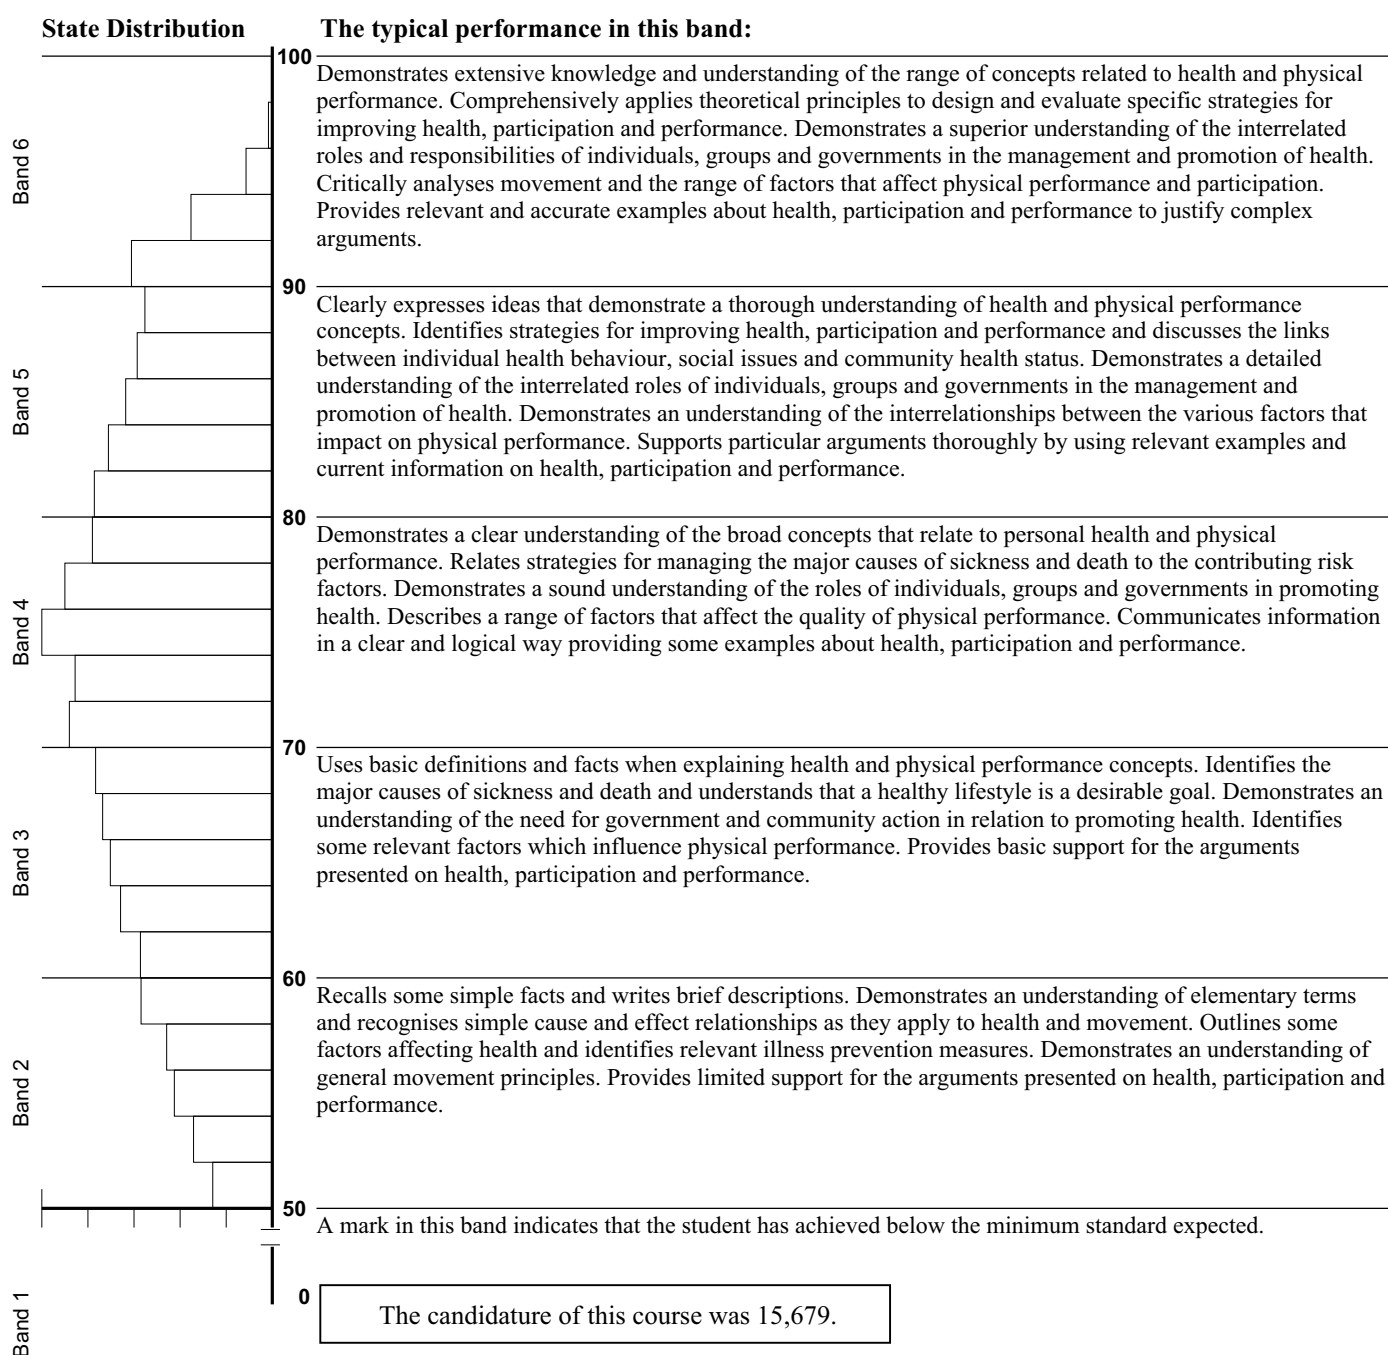 State Distribution
The typical performance in this band:
100
Band 6
Demonstrates extensive knowledge and understanding of the range of concepts related to health and physical
performance. Comprehensively applies theoretical principles to design and evaluate specific strategies for
improving health, participation and performance. Demonstrates a superior understanding of the interrelated
roles and responsibilities of individuals, groups and governments in the management and promotion of health.
Critically analyses movement and the range of factors that affect physical performance and participation.
Provides relevant and accurate examples about health, participation and performance to justify complex
arguments.
90
Band 5
Clearly expresses ideas that demonstrate a thorough understanding of health and physical performance
concepts. Identifies strategies for improving health, participation and performance and discusses the links
between individual health behaviour, social issues and community health status. Demonstrates a detailed
understanding of the interrelated roles of individuals, groups and governments in the management and
promotion of health. Demonstrates an understanding of the interrelationships between the various factors that
impact on physical performance. Supports particular arguments thoroughly by using relevant examples and
current information on health, participation and performance.
80
Band 4
Demonstrates a clear understanding of the broad concepts that relate to personal health and physical
performance. Relates strategies for managing the major causes of sickness and death to the contributing risk
factors. Demonstrates a sound understanding of the roles of individuals, groups and governments in promoting
health. Describes a range of factors that affect the quality of physical performance. Communicates information
in a clear and logical way providing some examples about health, participation and performance.
70
Band 3
Uses basic definitions and facts when explaining health and physical performance concepts. Identifies the
major causes of sickness and death and understands that a healthy lifestyle is a desirable goal. Demonstrates an
understanding of the need for government and community action in relation to promoting health. Identifies
some relevant factors which influence physical performance. Provides basic support for the arguments
presented on health, participation and performance.
60
Band 2
Recalls some simple facts and writes brief descriptions. Demonstrates an understanding of elementary terms
and recognises simple cause and effect relationships as they apply to health and movement. Outlines some
factors affecting health and identifies relevant illness prevention measures. Demonstrates an understanding of
general movement principles. Provides limited support for the arguments presented on health, participation and
performance.
50
A mark in this band indicates that the student has achieved below the minimum standard expected.
Band 1
0
The candidature of this course was 15,679.